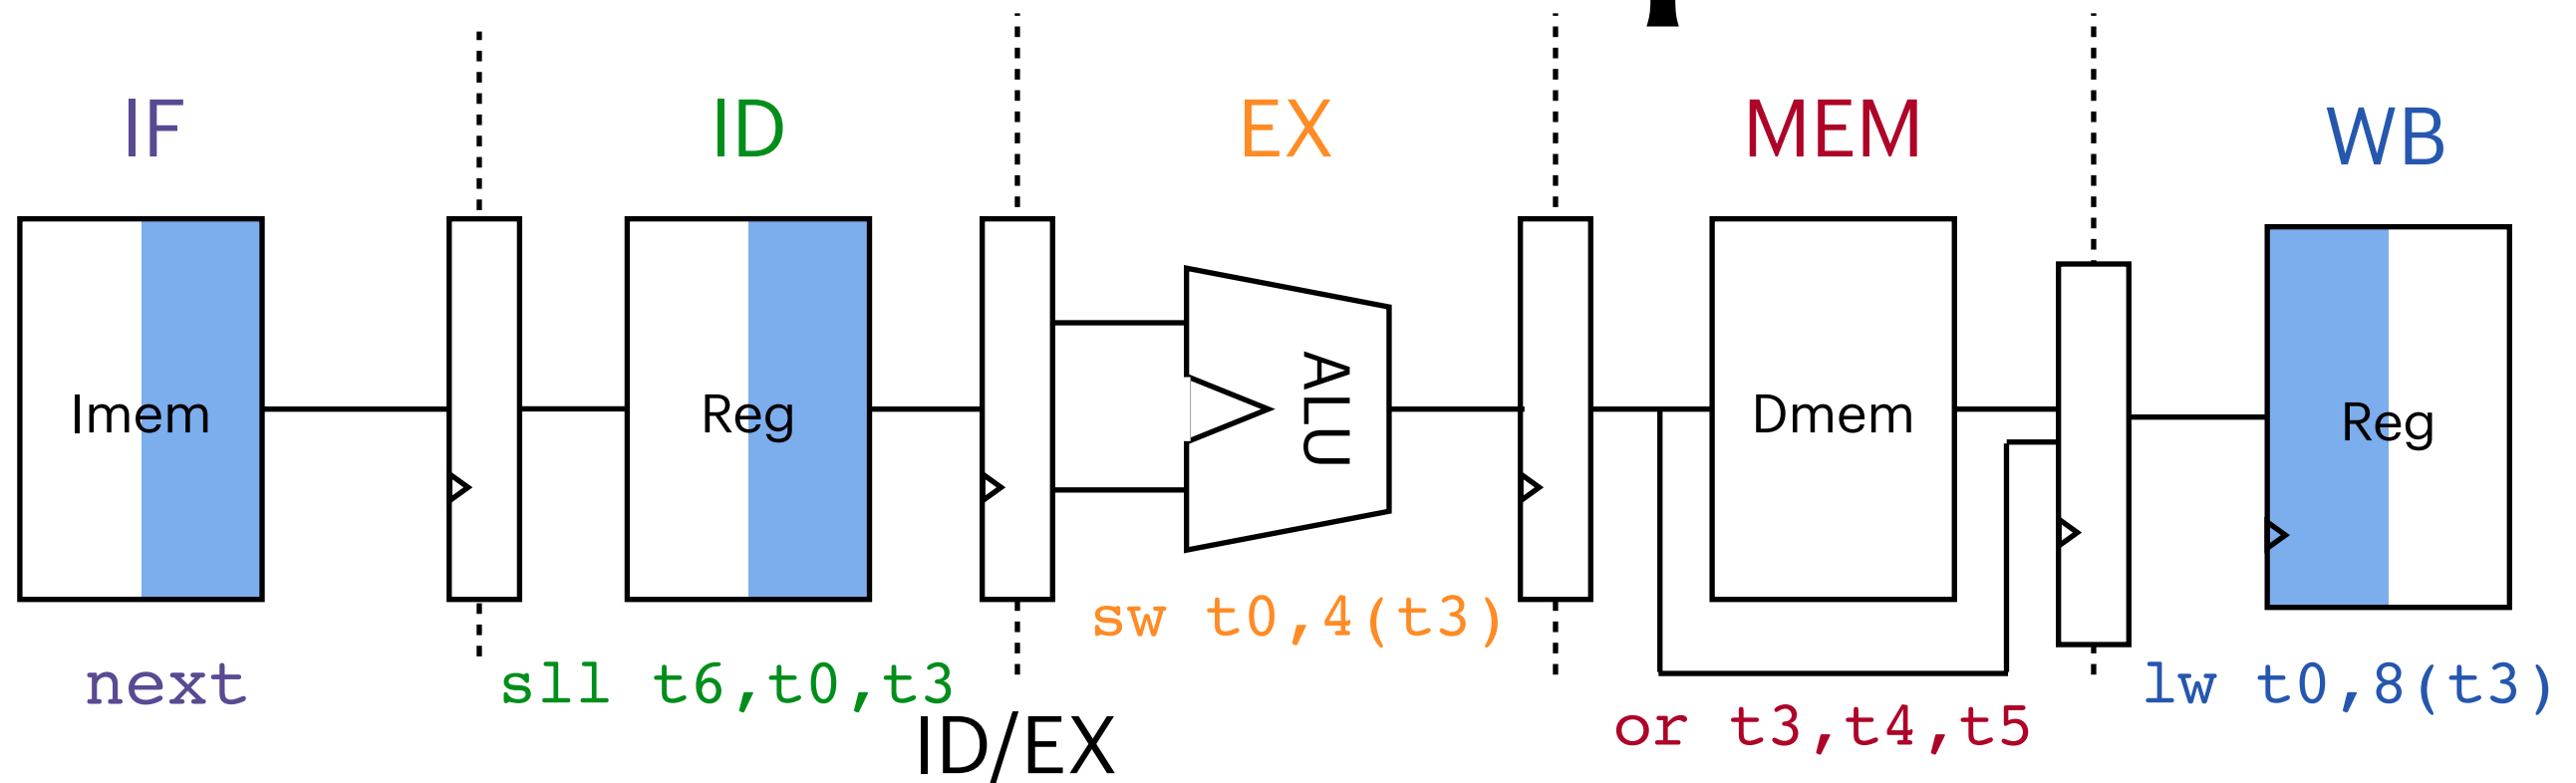 IF
ID
EX
MEM
WB
Imem
Reg
ALU
Dmem
Reg
next
sll t6,t0,t3
sw t0,4(t3)
or t3,t4,t5
lw t0,8(t3)
ID/EX